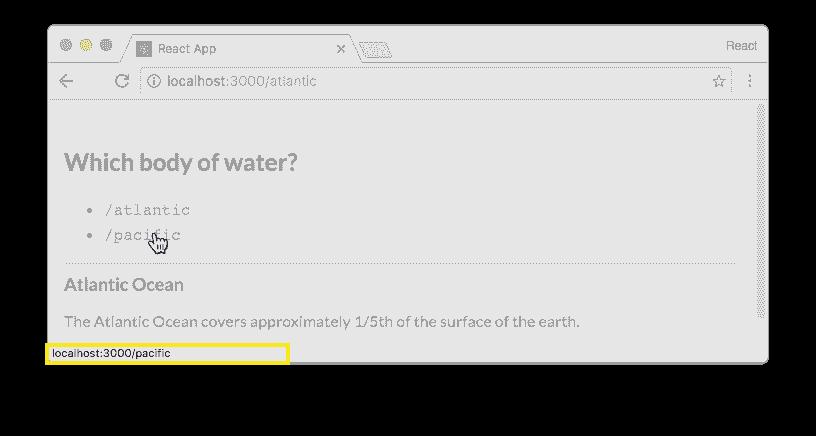 React App
React
localhost:3000/atlantic
Which body of water?
/atlantic
/pacific
Atlantic Ocean
The Atlantic Ocean covers approximately 1/5th of the surface of the earth.
localhost:3000/pacific